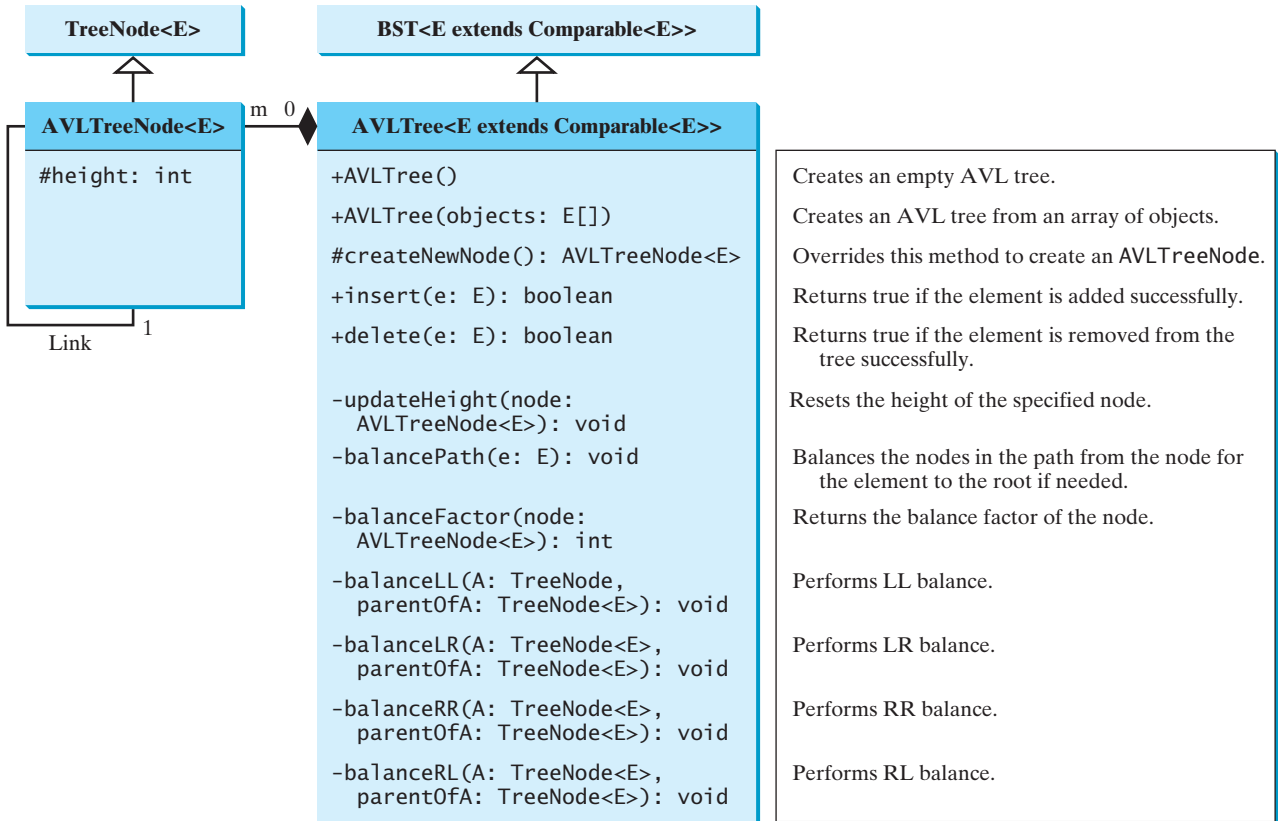 TreeNode<E>
BST<E extends Comparable<E>>
m 0
AVLTreeNode<E>
#height: int
1
Link
AVLTree<E extends Comparable<E>>
+AVLTree()
Creates an empty AVL tree.
+AVLTree(objects: E[])
Creates an AVL tree from an array of objects.
#createNewNode(): AVLTreeNode<E>
Overrides this method to create an AVLTreeNode.
+insert(e: E): boolean
Returns true if the element is added successfully.
+delete(e: E): boolean
Returns true if the element is removed from the
tree successfully.
-updateHeight(node:
AVLTreeNode<E>): void
Resets the height of the specified node.
-balancePath(e: E): void
Balances the nodes in the path from the node for
the element to the root if needed.
-balanceFactor(node:
AVLTreeNode<E>): int
Returns the balance factor of the node.
-balanceLL(A: TreeNode,
parentOfA: TreeNode<E>): void
Performs LL balance.
-balanceLR(A: TreeNode<E>,
parentOfA: TreeNode<E>): void
Performs LR balance.
-balanceRR(A: TreeNode<E>,
parentOfA: TreeNode<E>): void
Performs RR balance.
-balanceRL(A: TreeNode<E>,
parentOfA: TreeNode<E>): void
Performs RL balance.